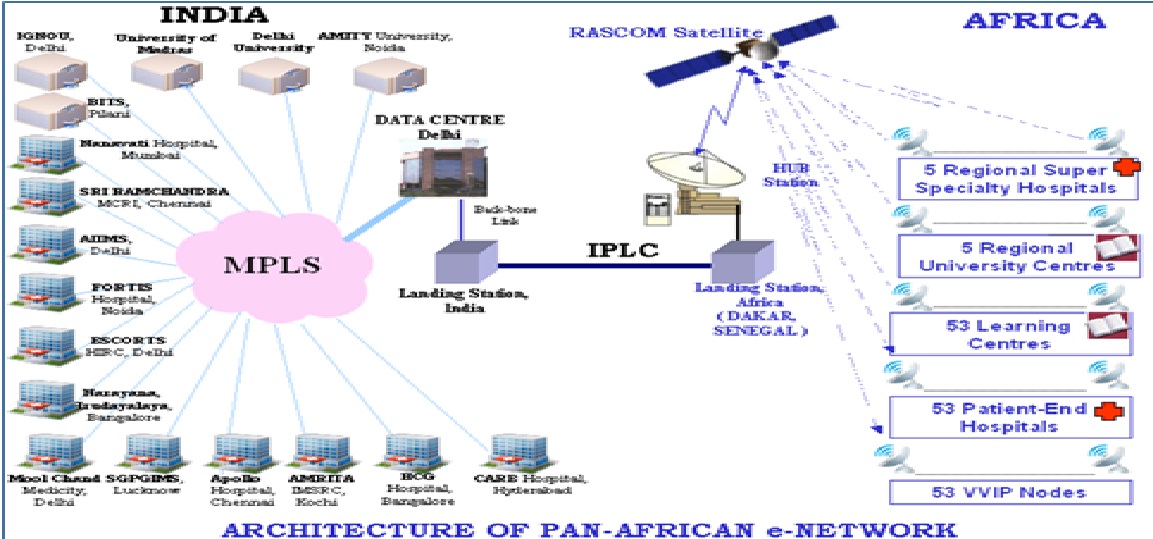 INDIA
AFRICA
IGNOU,
Delhi
University of
Madras
Delhi
University
AMITY University,
Noida
BITS,
Pilani
Nanavati Hospital,
Mumbai
SRI RAMCHANDRA
MCRI, Chennai
AIIMS,
Delhi
FORTIS
Hospital,
Noida
ESCORTS
HIRC, Delhi
Narayana,
Hrudayalaya,
Bangalore
Mool Chand
Medicity,
Delhi
SGPGIMS,
Lucknow
Apollo
Hospital,
Chennai
AMRITA
IMSRC,
Kochi
HCG
Hospital,
Bangalore
CARE Hospital,
Hyderabad
MPLS
DATA CENTRE
Delhi
Back-bone
Link
Landing Station,
India
IPLC
RASCOM Satellite
HUB
Station
Landing Station,
Africa
(DAKAR,
SENEGAL)
5 Regional Super
Specialty Hospitals
5 Regional
University Centres
53 Learning
Centres
53 Patient-End
Hospitals
53 VVIP Nodes
ARCHITECTURE OF PAN-AFRICAN e-NETWORK